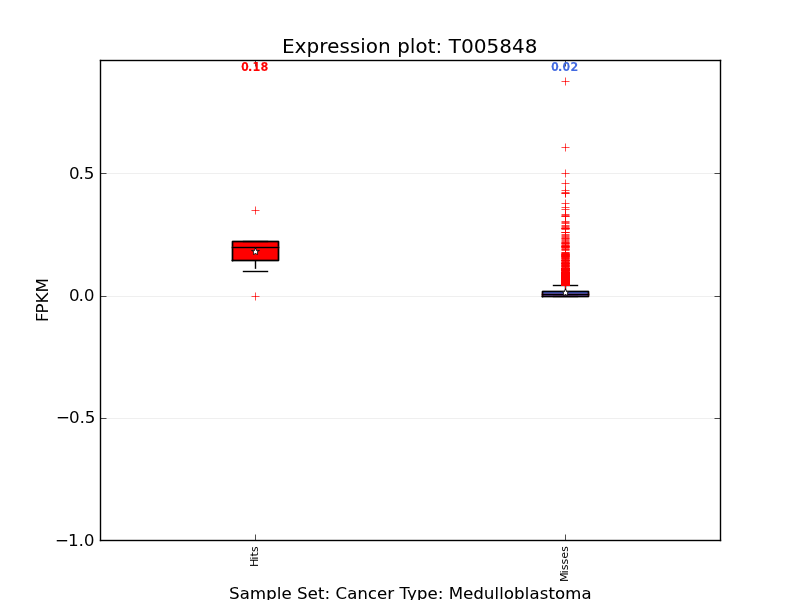 Expression plot: T005848
0.18
0.02
0.5
0.0
−0.5
−1.0
FPKM
Hits
Misses
Sample Set: Cancer Type: Medulloblastoma